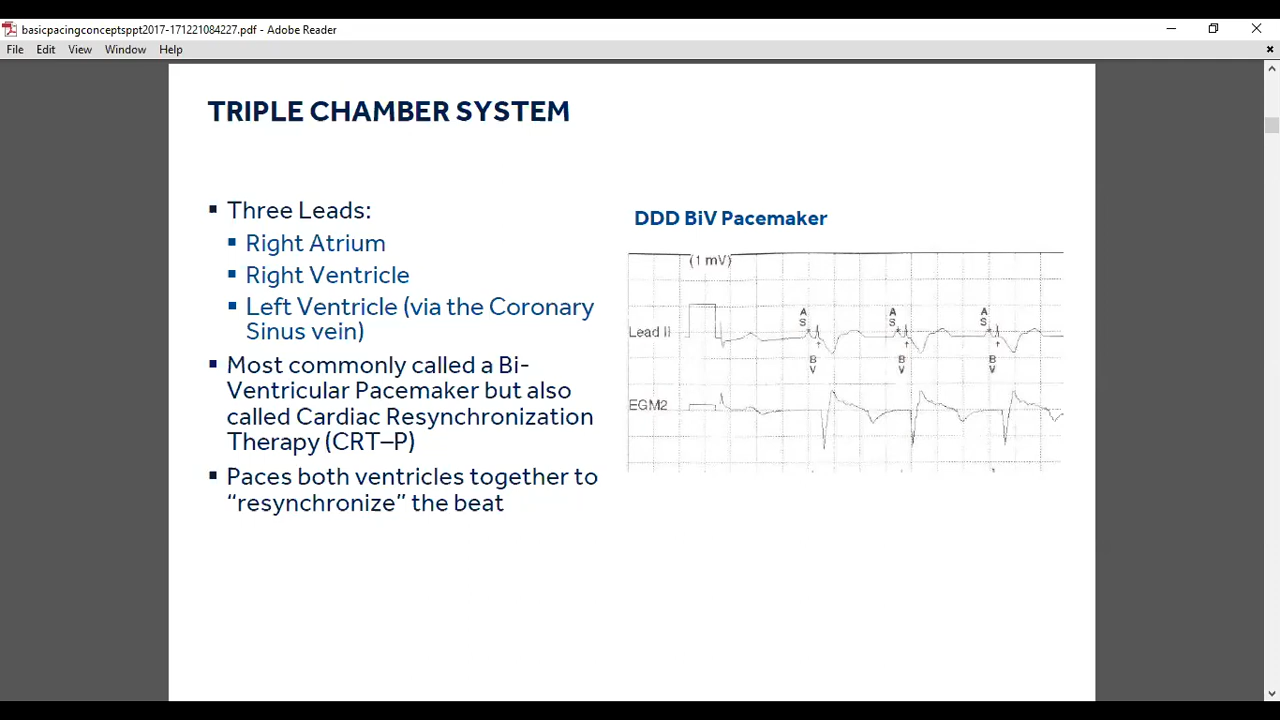 basicpacingconceptsppt2017-171221084227.pdf - Adobe Reader
File Edit View Window Help
TRIPLE CHAMBER SYSTEM
Three Leads:
Right Atrium
Right Ventricle
Left Ventricle (via the Coronary
Sinus vein)
Most commonly called a Bi-
Ventricular Pacemaker but also
called Cardiac Resynchronization
Therapy (CRT–P)
Paces both ventricles together to
“resynchronize” the beat
DDD BiV Pacemaker
(1 mV)
A A A
S S S
Lead II
B B B
V V V
EGM2